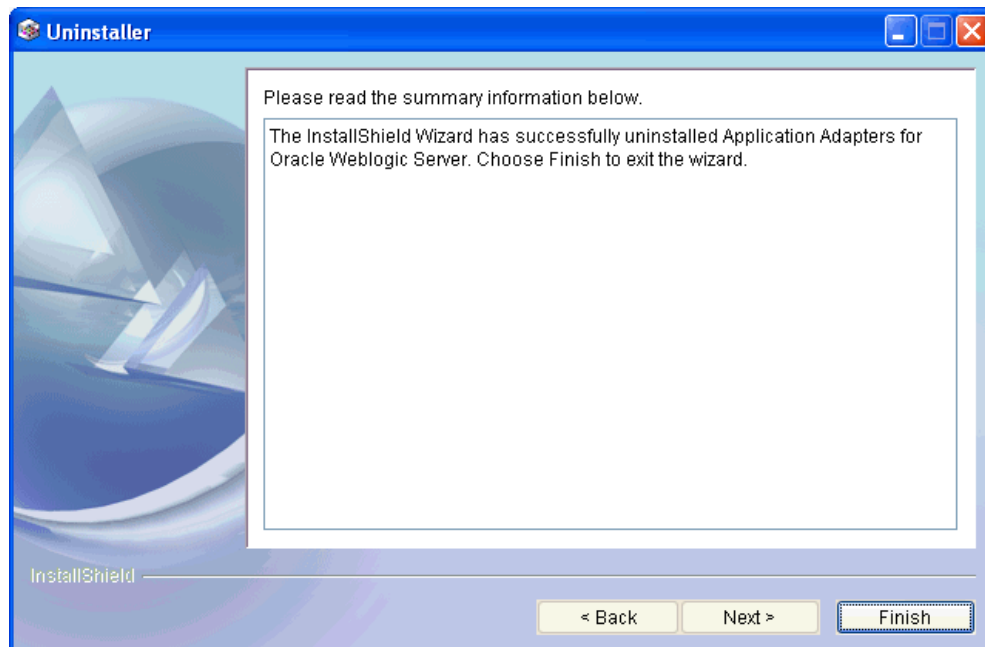 Uninstaller
Please read the summary information below.
The InstallShield Wizard has successfully uninstalled Application Adapters for
Oracle Weblogic Server. Choose Finish to exit the wizard.
InstallShield
< Back
Next >
Finish